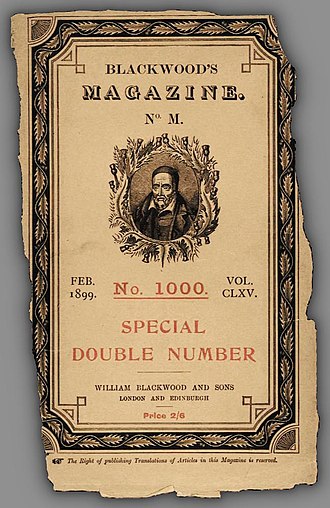 BLACKWOOD'S
MAGAZINE.
No. M.
FEB.
1899.
No. 1000.
VOL.
CLXV.
SPECIAL
DOUBLE NUMBER
WILLIAM BLACKWOOD AND SONS
LONDON AND EDINBURGH
Price 2/6
☛ The Right of publishing Translations of Articles in this Magazine is reserved.